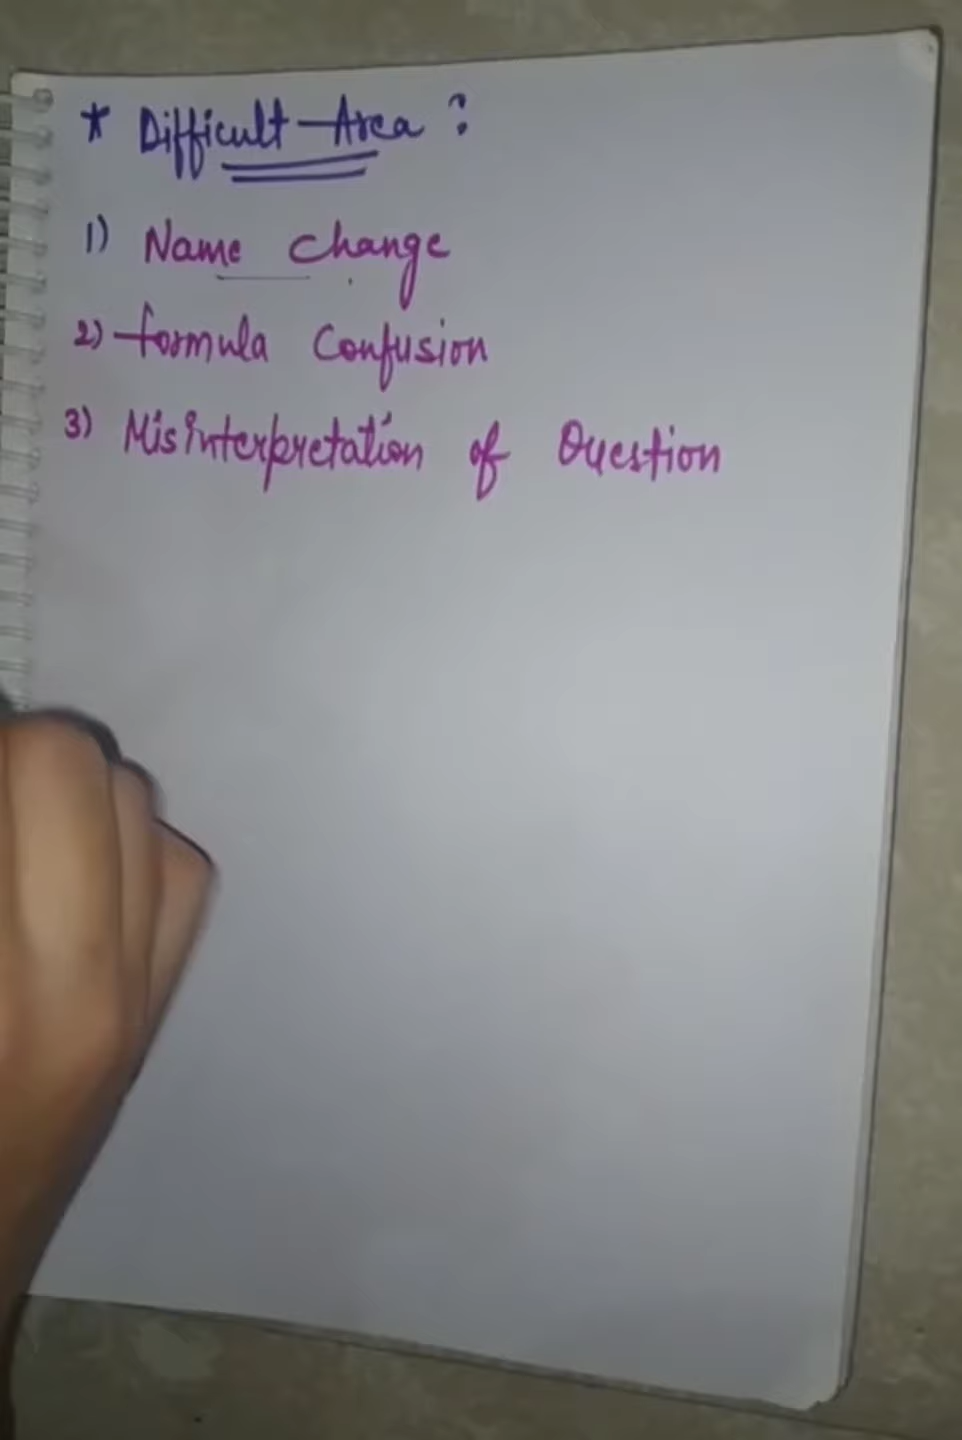 * Difficult Area :
1) Name Change
2) formula Confusion
3) Misinterpretation of Question